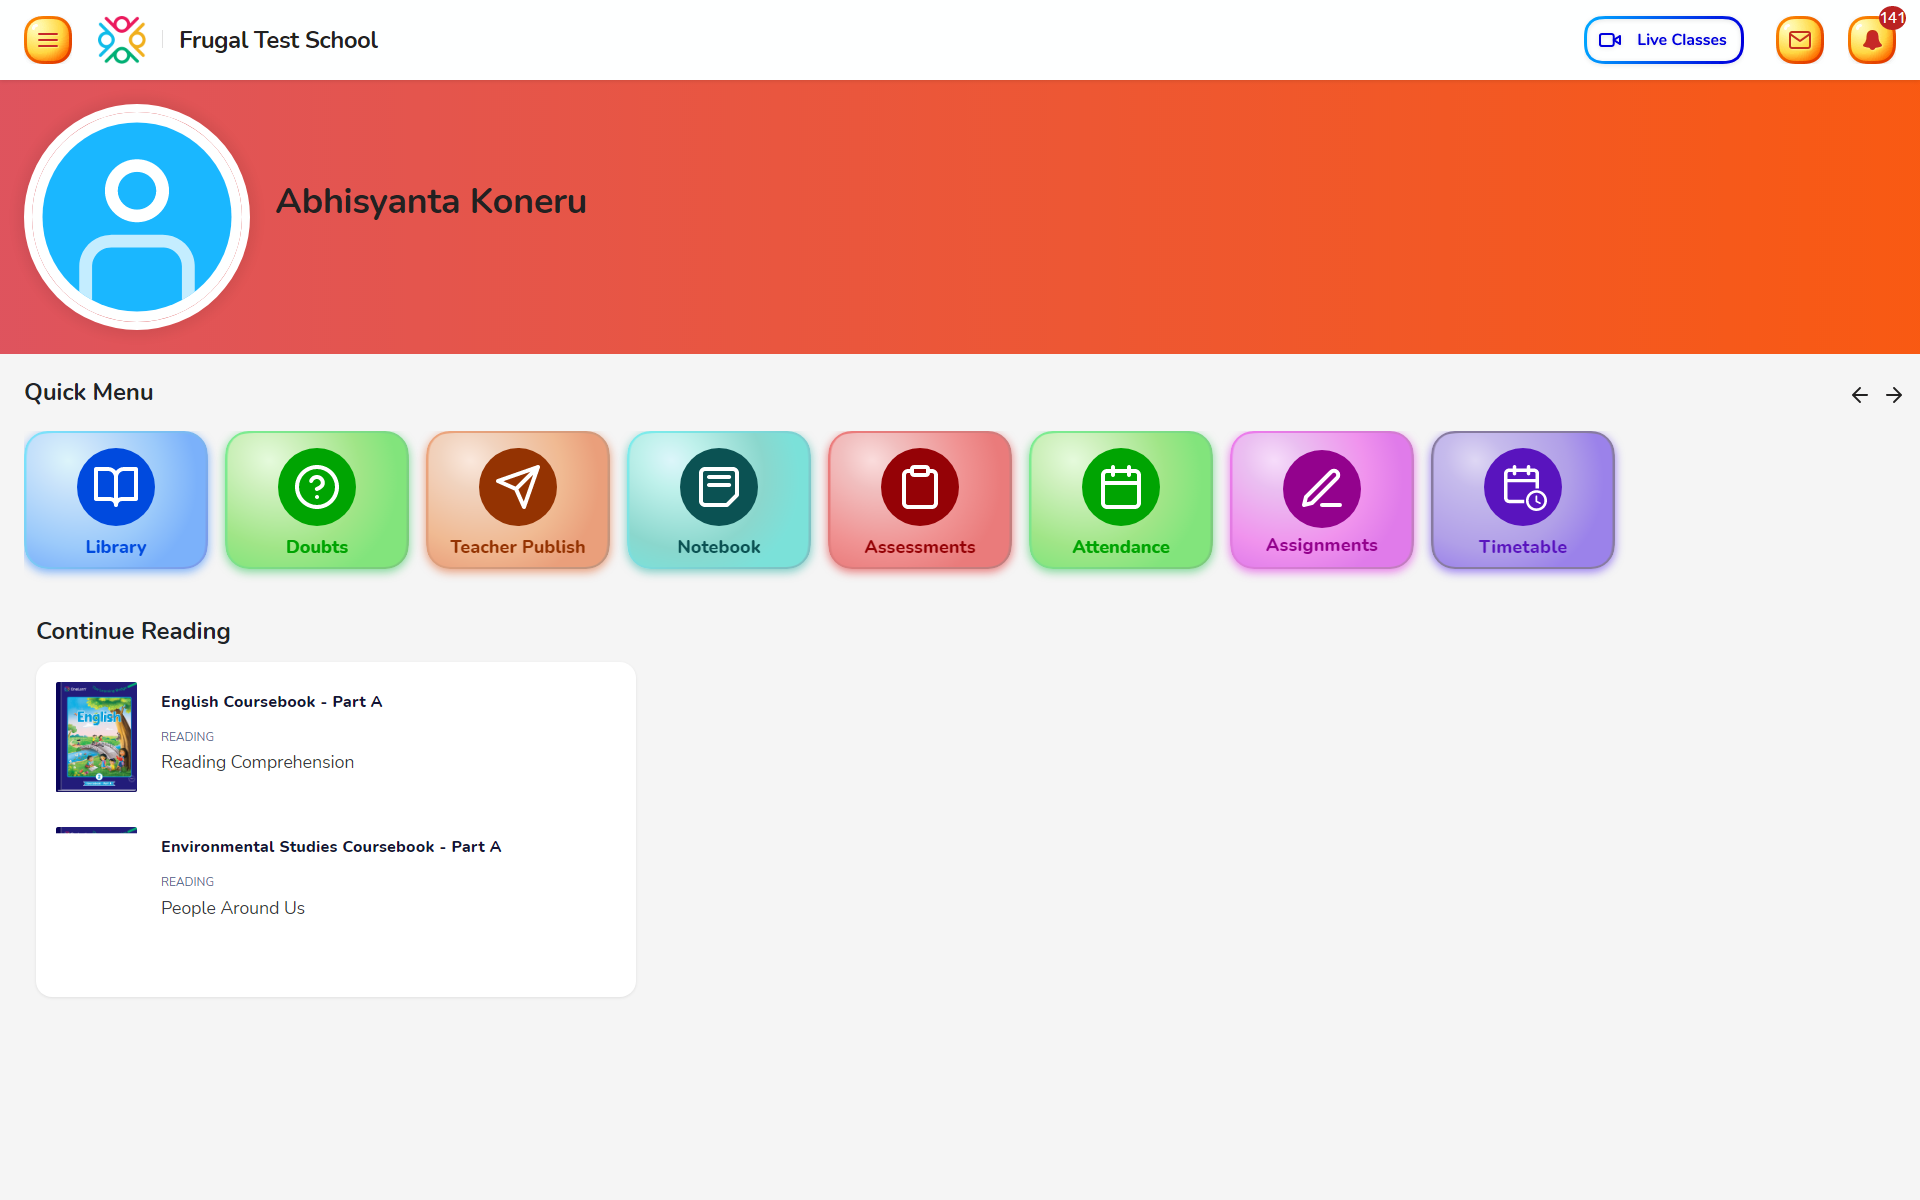 Frugal Test School
Live Classes
141
Abhisyanta Koneru
Quick Menu
Library
Doubts
Teacher Publish
Notebook
Assessments
Attendance
Assignments
Timetable
Continue Reading
English
English Coursebook - Part A
READING
Reading Comprehension
Environmental Studies Coursebook - Part A
READING
People Around Us